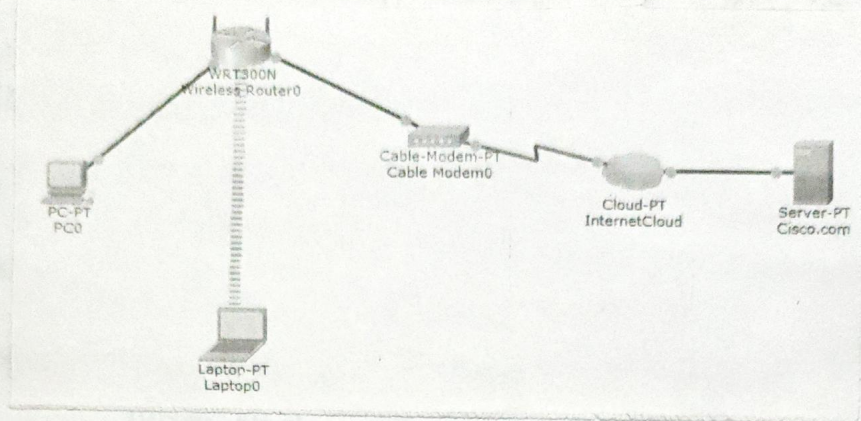 WRT300N
Wireless Router0
Cable-Modem-PT
Cable Modem0
PC-PT
PC0
Cloud-PT
InternetCloud
Server-PT
Cisco.com
Laptop-PT
Laptop0